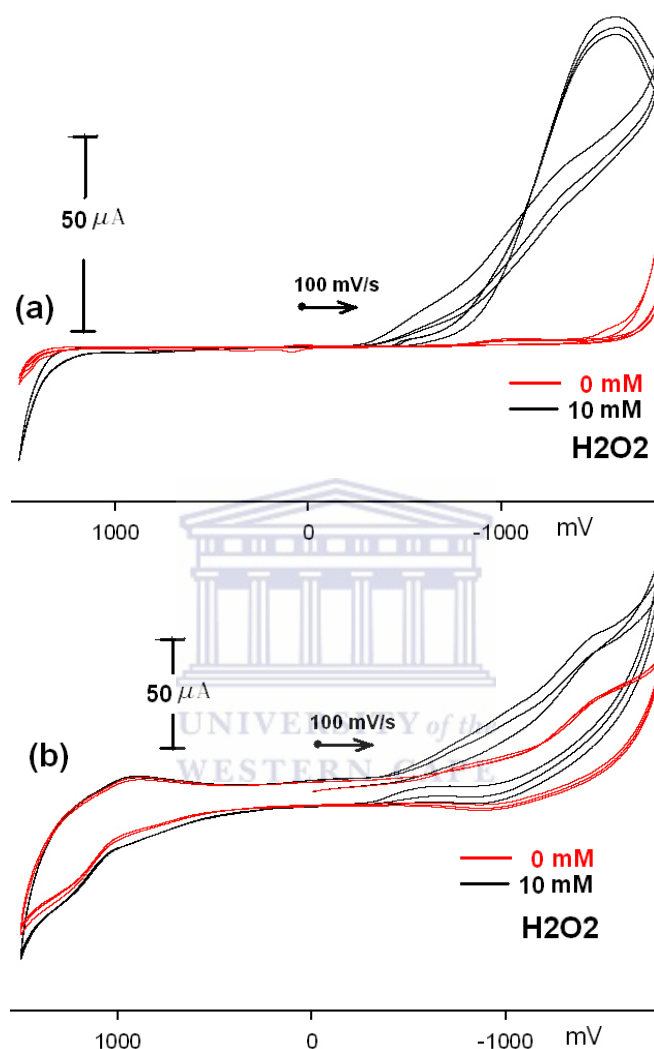 50 μA
(a)
100 mV/s
0 mM
10 mM
H2O2
1000 0 -1000 mV
50 μA
100 mV/s
UNIVERSITY of the
WESTERN CAPE
(b)
0 mM
10 mM
H2O2
1000 0 -1000 mV